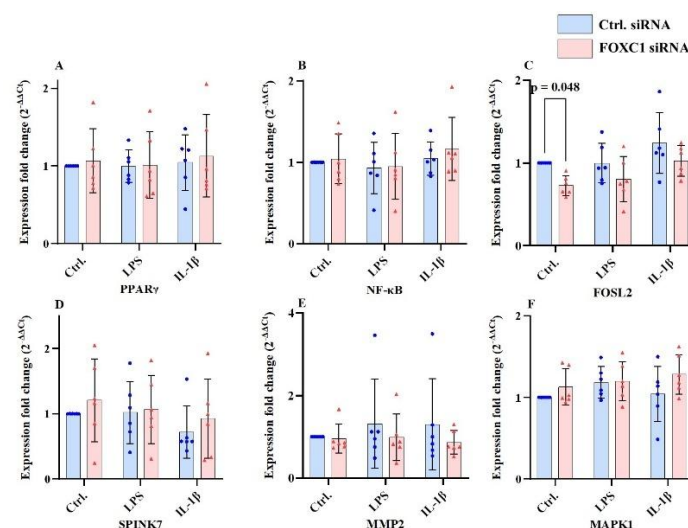 Ctrl. siRNA
FOXC1 siRNA
A
Expression fold change (2^-ΔΔCt)
2
1
0
Ctrl.
LPS
IL-1β
PPARγ
B
Expression fold change (2^-ΔΔCt)
2
1
0
Ctrl.
LPS
IL-1β
NF-κB
C
p = 0.048
Expression fold change (2^-ΔΔCt)
2
1
0
Ctrl.
LPS
IL-1β
FOSL2
D
Expression fold change (2^-ΔΔCt)
2
1
0
Ctrl.
LPS
IL-1β
SPINK7
E
Expression fold change (2^-ΔΔCt)
4
2
0
Ctrl.
LPS
IL-1β
MMP2
F
Expression fold change (2^-ΔΔCt)
2
1
0
Ctrl.
LPS
IL-1β
MAPK1